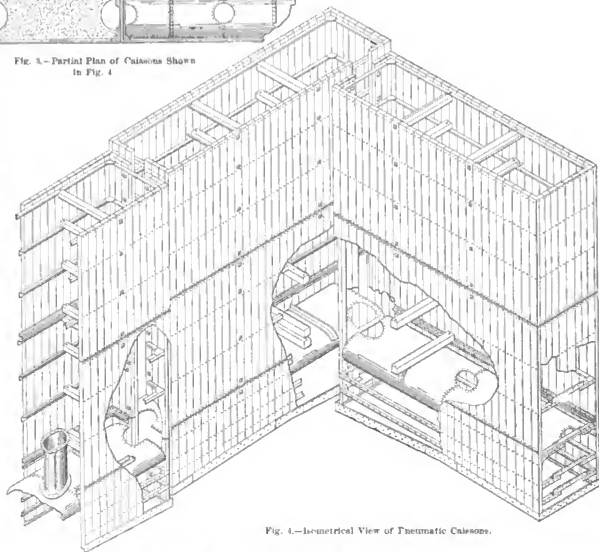 Fig. 3.—Partial Plan of Caissons Shown
in Fig. 4
Fig. 4.—Isometrical View of Pneumatic Caissons.